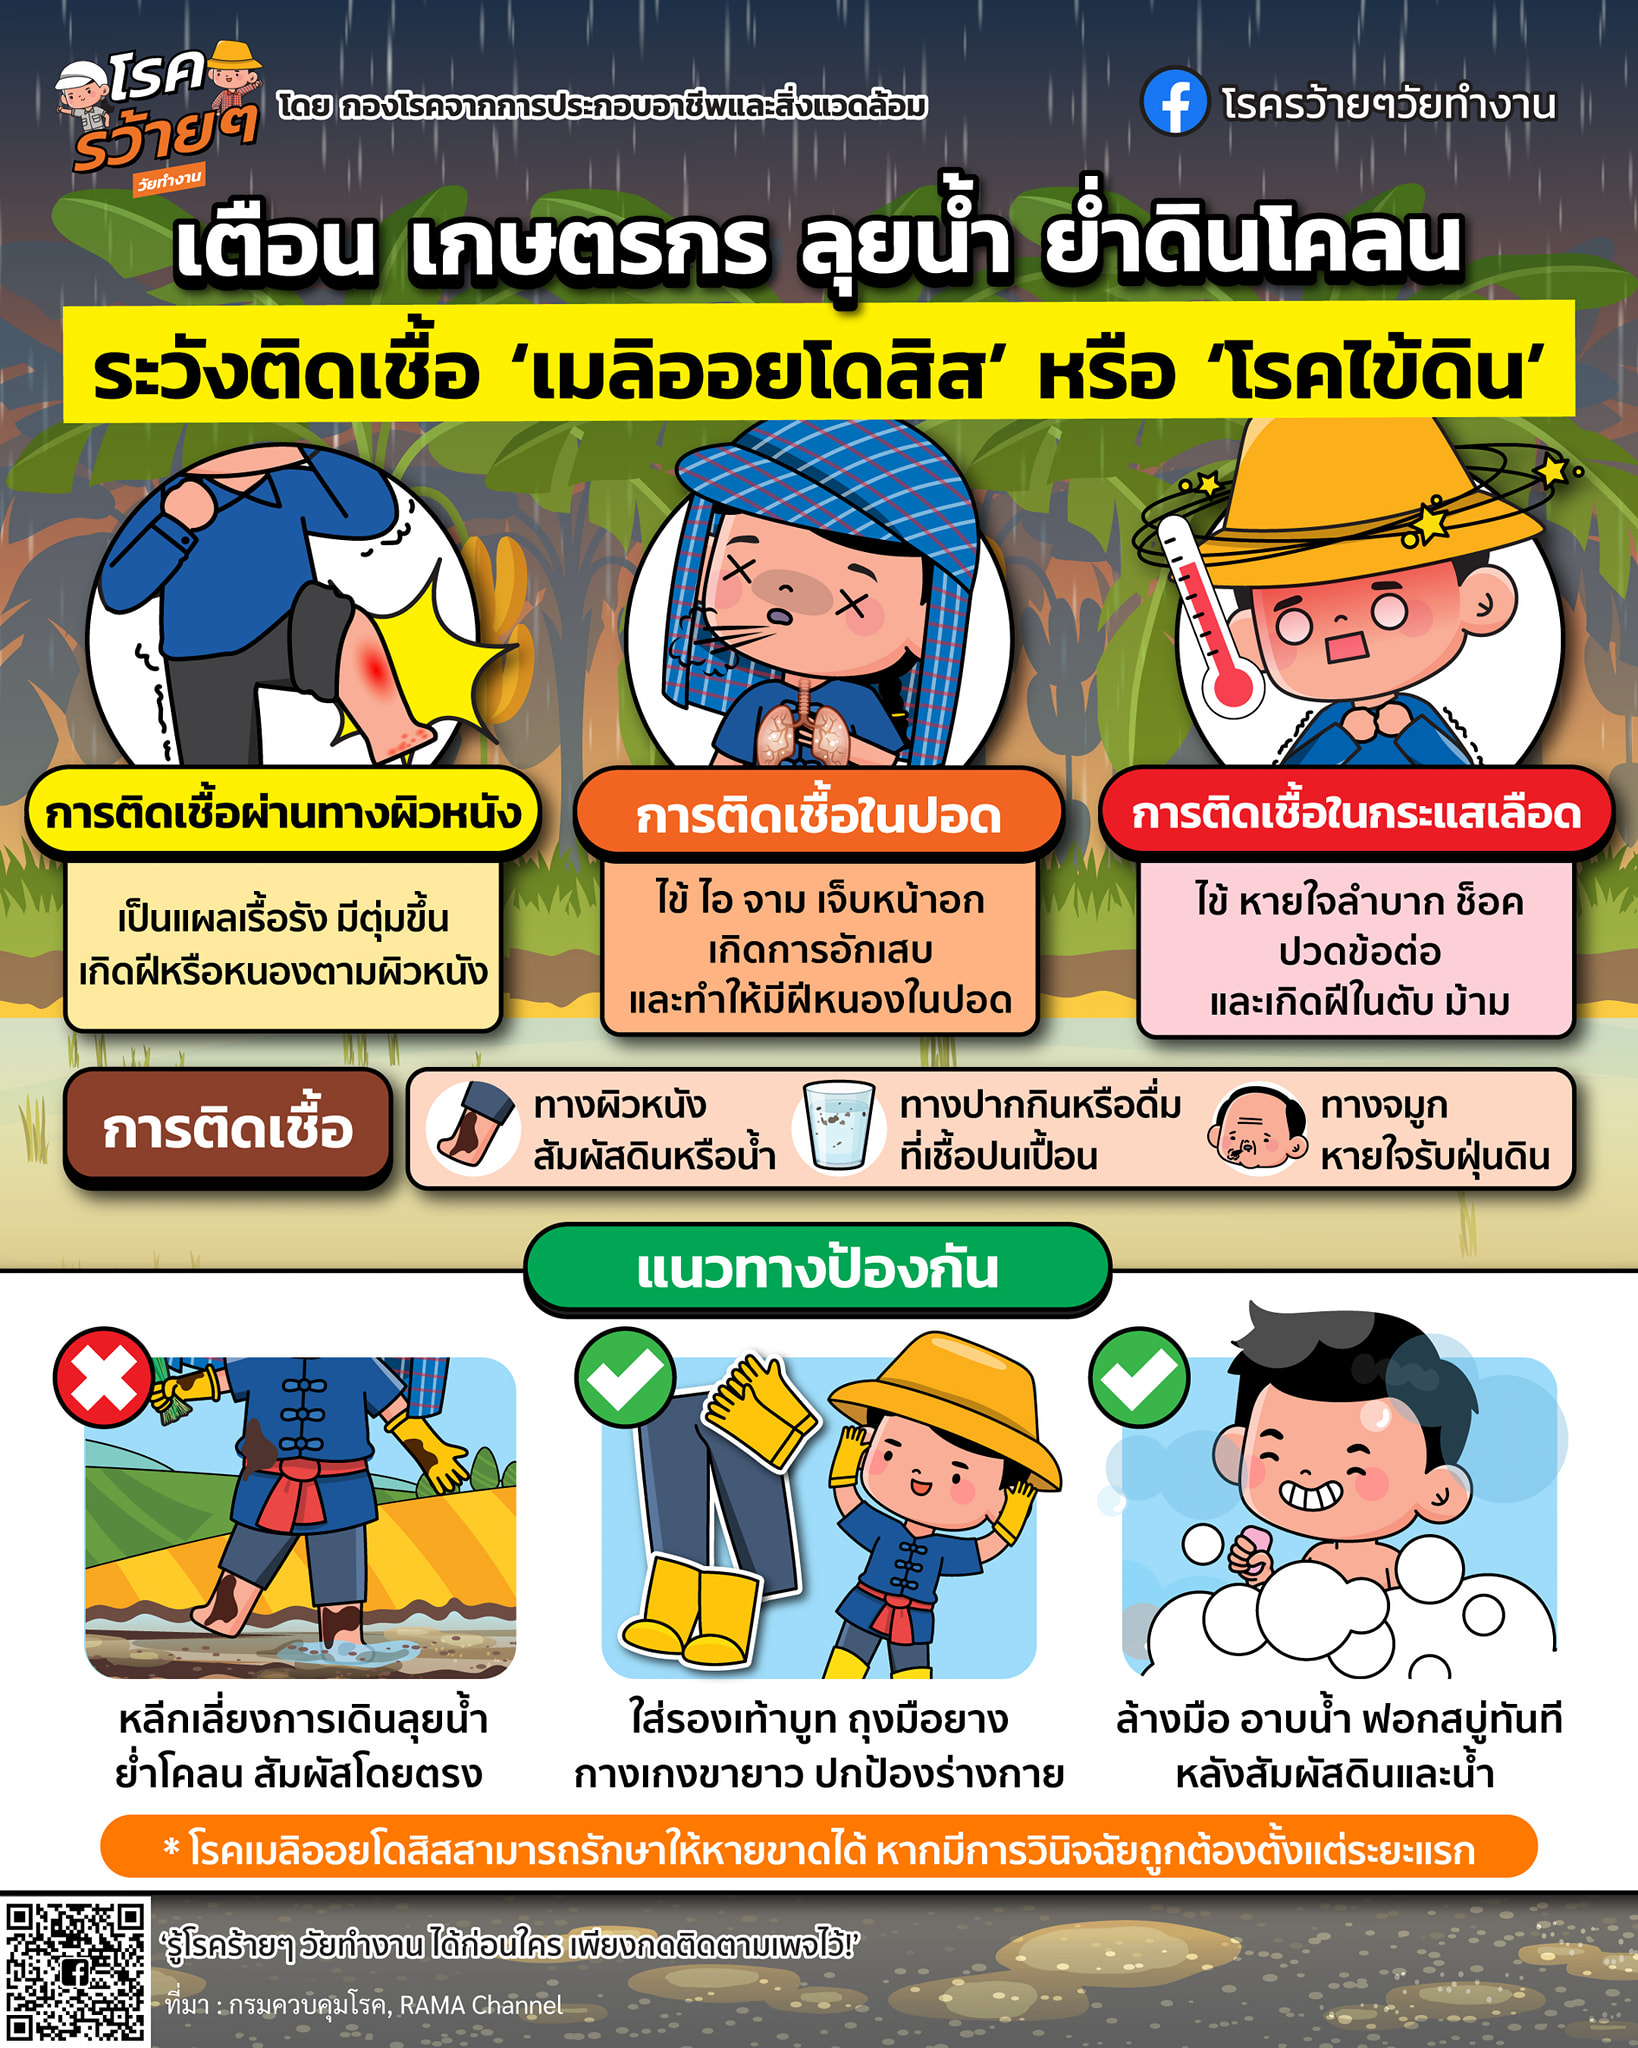 โรค
รว้ายๆ
วัยทำงาน
โดย กองโรคจากการประกอบอาชีพและสิ่งแวดล้อม
โรครว้ายๆวัยทำงาน
เตือน เกษตรกร ลุยน้ำ ย่ำดินโคลน
ระวังติดเชื้อ ‘เมลิออยโดสิส’ หรือ ‘โรคไข้ดิน’
การติดเชื้อผ่านทางผิวหนัง
เป็นแผลเรื้อรัง มีตุ่มขึ้น
เกิดฝีหรือหนองตามผิวหนัง
การติดเชื้อในปอด
ไข้ ไอ จาม เจ็บหน้าอก
เกิดการอักเสบ
และทำให้มีฝีหนองในปอด
การติดเชื้อในกระแสเลือด
ไข้ หายใจลำบาก ช็อค
ปวดข้อต่อ
และเกิดฝีในตับ ม้าม
การติดเชื้อ
ทางผิวหนัง
สัมผัสดินหรือน้ำ
ทางปากกินหรือดื่ม
ที่เชื้อปนเปื้อน
ทางจมูก
หายใจรับฝุ่นดิน
แนวทางป้องกัน
หลีกเลี่ยงการเดินลุยน้ำ
ย่ำโคลน สัมผัสโดยตรง
ใส่รองเท้าบูท ถุงมือยาง
กางเกงขายาว ปกป้องร่างกาย
ล้างมือ อาบน้ำ ฟอกสบู่ทันที
หลังสัมผัสดินและน้ำ
* โรคเมลิออยโดสิสสามารถรักษาให้หายขาดได้ หากมีการวินิจฉัยถูกต้องตั้งแต่ระยะแรก
‘รู้โรคร้ายๆ วัยทำงาน ได้ก่อนใคร เพียงกดติดตามเพจไว้!’
ที่มา : กรมควบคุมโรค, RAMA Channel